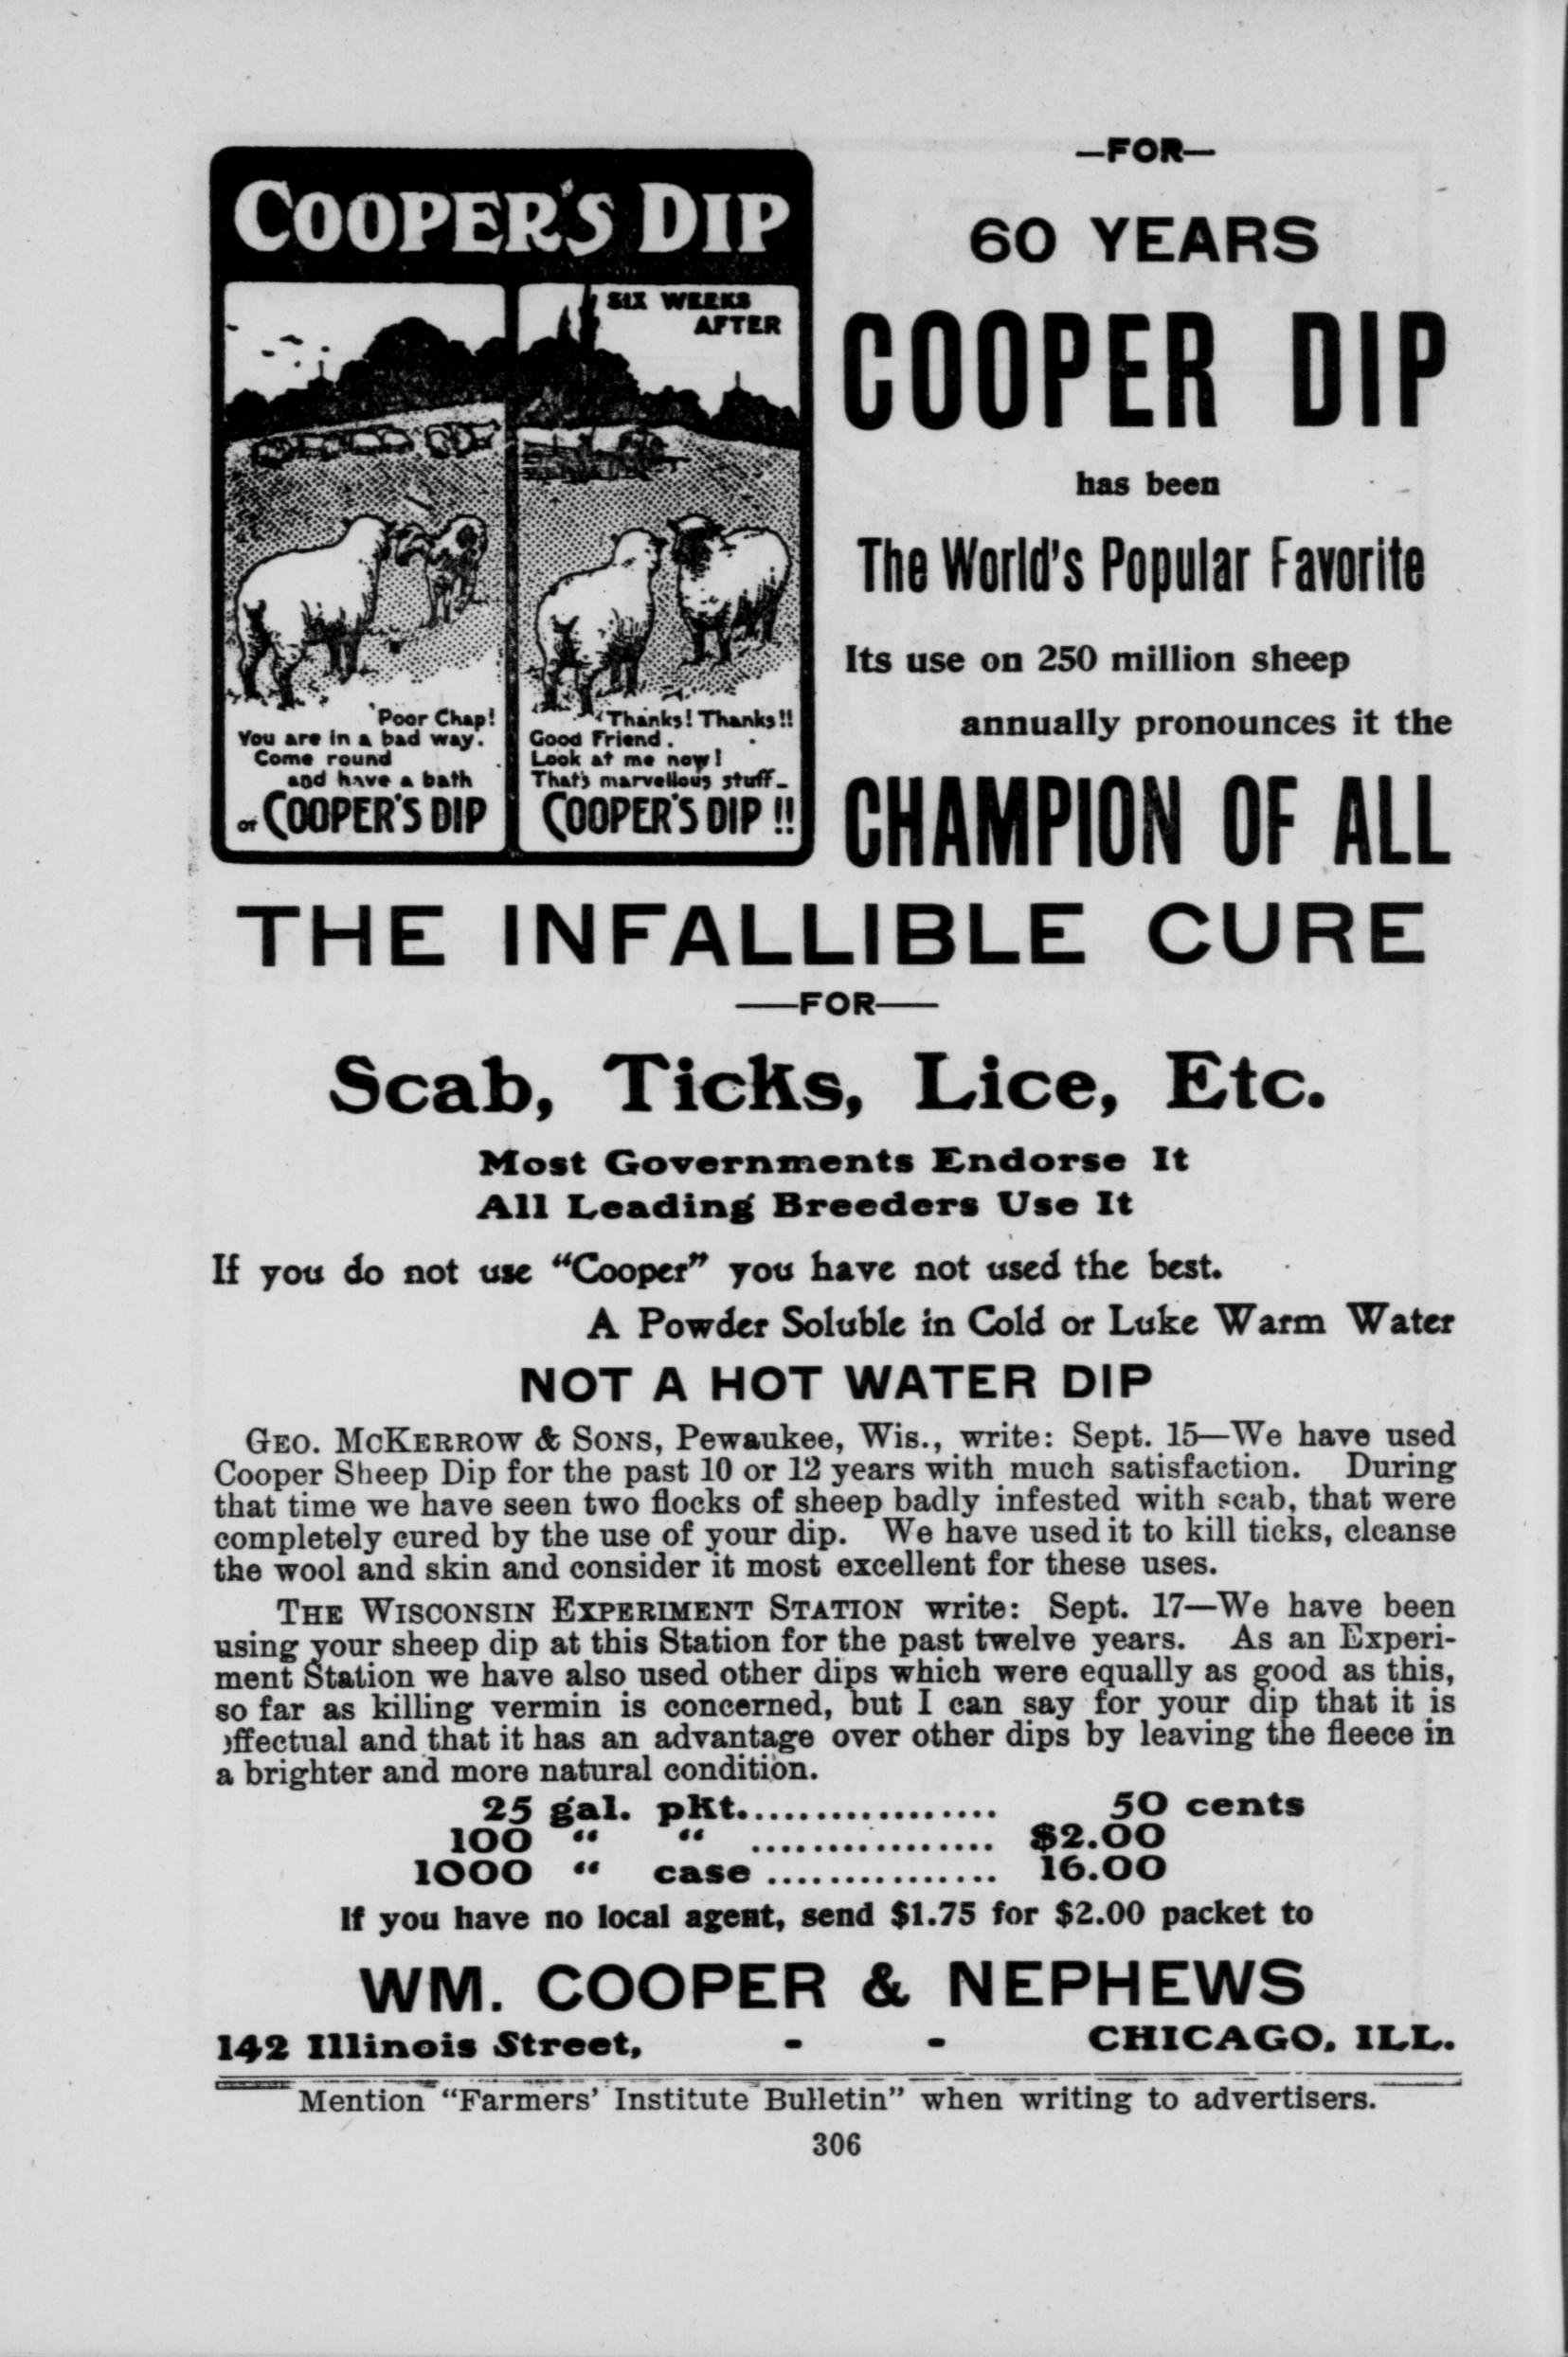 COOPER'S DIP
'Poor Chap!
You are in a bad way.
Come round
and have a bath
or COOPER'S DIP
SIX WEEKS
AFTER
'Thanks! Thanks!!
Good Friend.
Look at me now!
That's marvellous stuff-
COOPER'S DIP!!
—FOR—
60 YEARS
COOPER DIP
has been
The World's Popular Favorite
Its use on 250 million sheep
annually pronounces it the
CHAMPION OF ALL
THE INFALLIBLE CURE
—FOR—
Scab, Ticks, Lice, Etc.
Most Governments Endorse It
All Leading Breeders Use It
If you do not use "Cooper" you have not used the best.
A Powder Soluble in Cold or Luke Warm Water
NOT A HOT WATER DIP
GEO. MCKERROW & SONS, Pewaukee, Wis., write: Sept. 15—We have used
Cooper Sheep Dip for the past 10 or 12 years with much satisfaction. During
that time we have seen two flocks of sheep badly infested with scab, that were
completely cured by the use of your dip. We have used it to kill ticks, cleanse
the wool and skin and consider it most excellent for these uses.
THE WISCONSIN EXPERIMENT STATION write: Sept. 17—We have been
using your sheep dip at this Station for the past twelve years. As an Experi-
ment Station we have also used other dips which were equally as good as this,
so far as killing vermin is concerned, but I can say for your dip that it is
effectual and that it has an advantage over other dips by leaving the fleece in
a brighter and more natural condition.
25 gal. pkt.................. 50 cents
100 " " ................. $2.00
1000 " case ................ 16.00
If you have no local agent, send $1.75 for $2.00 packet to
WM. COOPER & NEPHEWS
142 Illinois Street, - - CHICAGO, ILL.
Mention "Farmers' Institute Bulletin" when writing to advertisers.
306